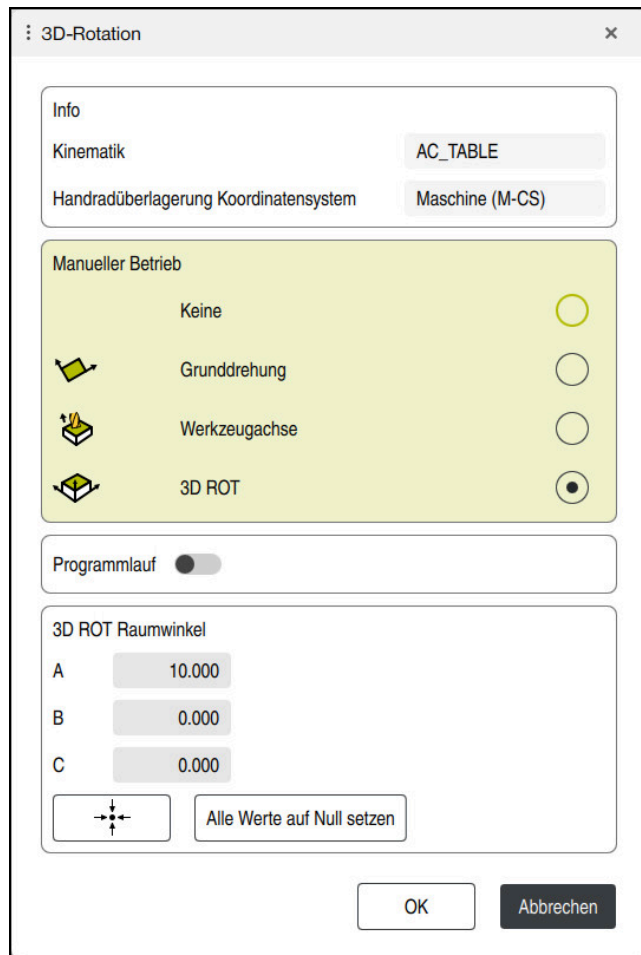 3D-Rotation
Info
Kinematik AC_TABLE
Handradüberlagerung Koordinatensystem Maschine (M-CS)
Manueller Betrieb
Keine
Grunddrehung
Werkzeugachse
3D ROT
Programmlauf
3D ROT Raumwinkel
A 10.000
B 0.000
C 0.000
Alle Werte auf Null setzen
OK Abbrechen